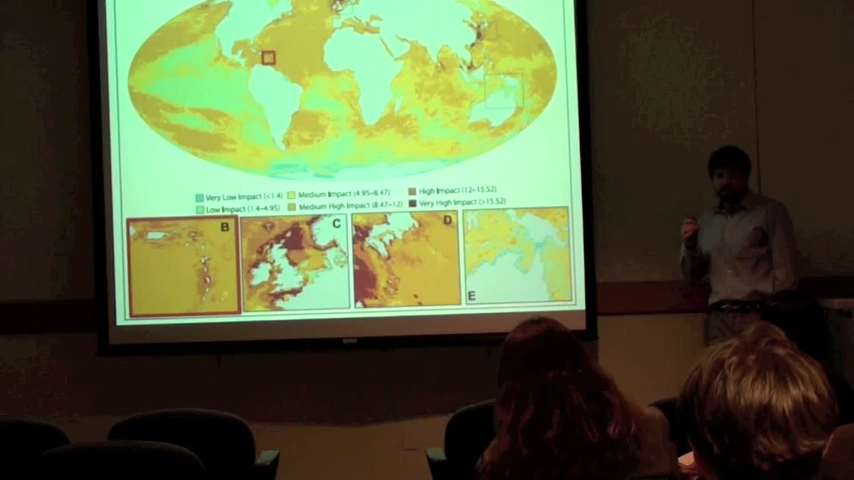 Very Low Impact (<1.4) Medium Impact (4.95–8.47) High Impact (12–15.52)
Low Impact (1.4–4.95) Medium High Impact (8.47–12) Very High Impact (>15.52)
B C D
E